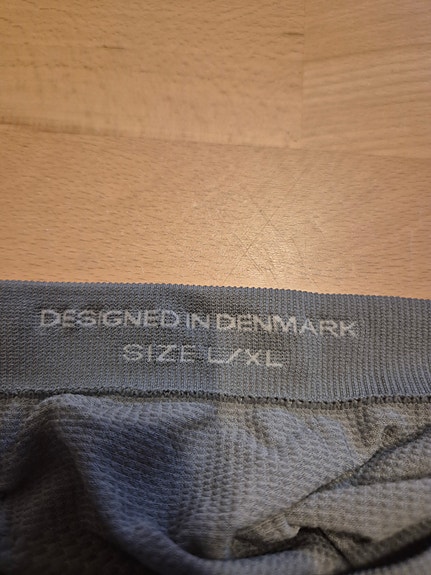 DESIGNED IN DENMARK
SIZE L/XL